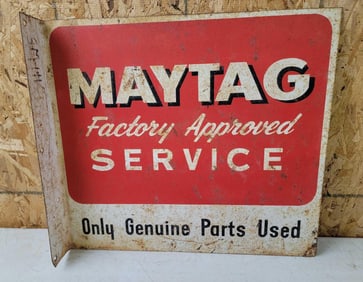 MAYTAG
Factory Approved
SERVICE
Only Genuine Parts Used